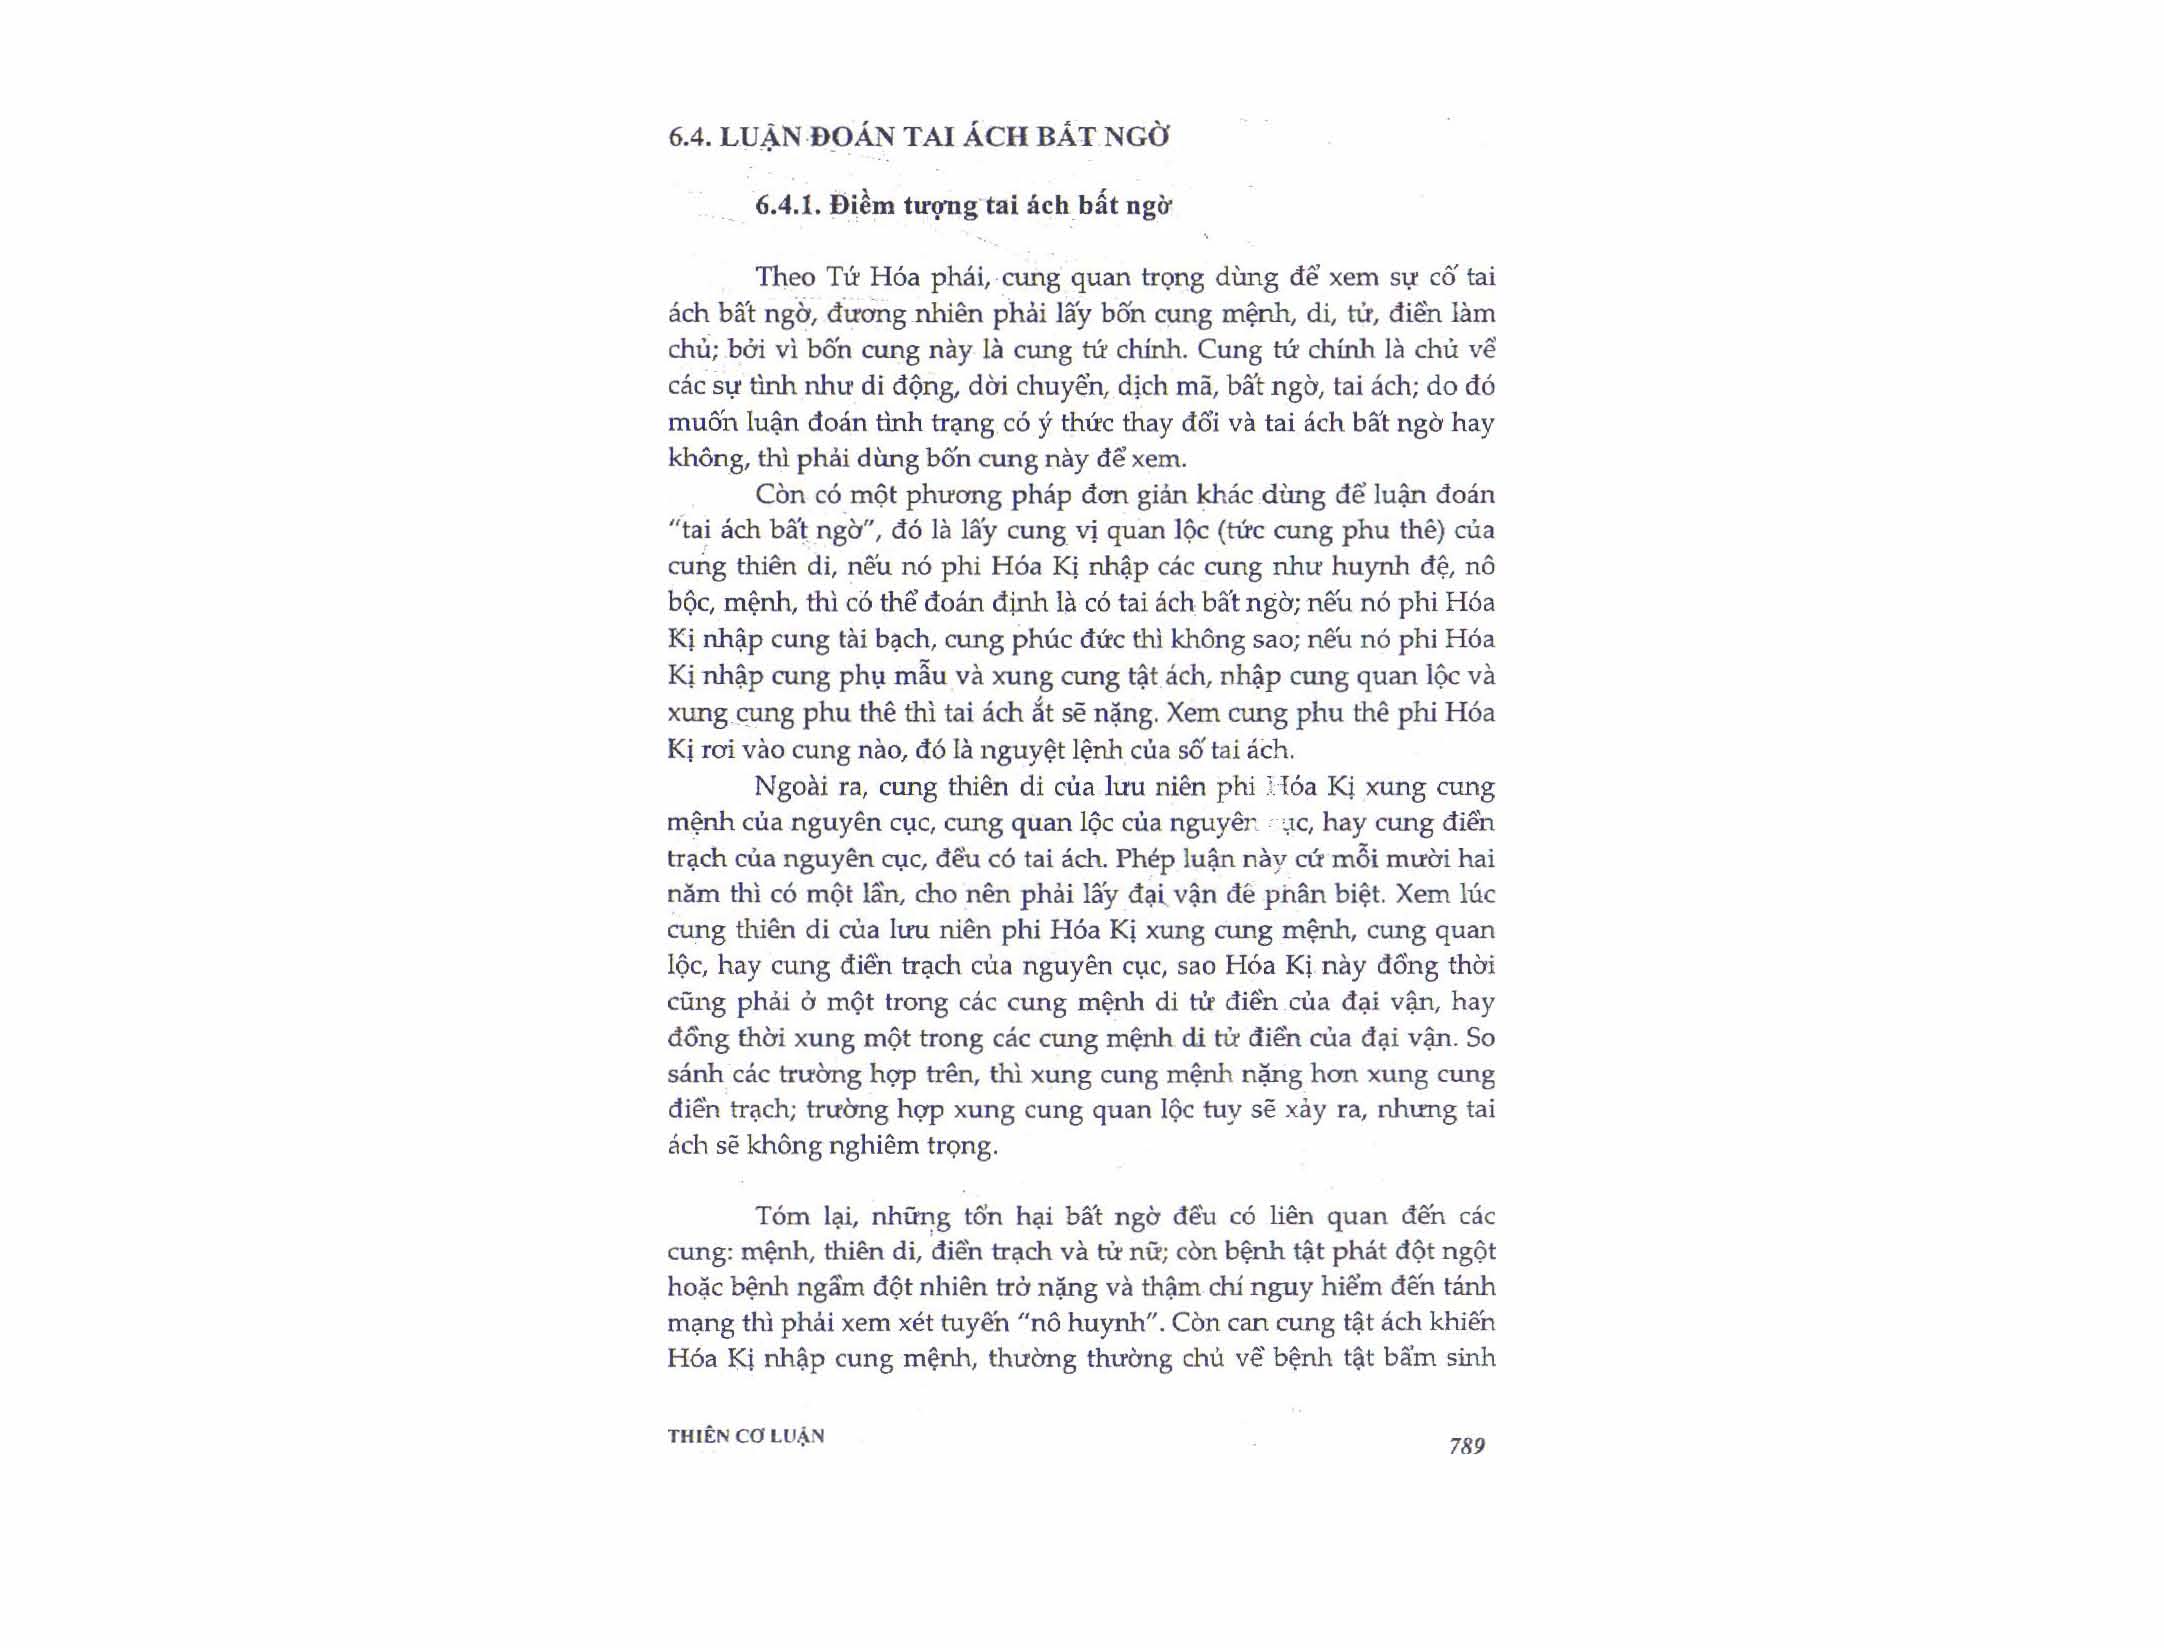 6.4. LUẬN ĐOÁN TAI ÁCH BẤT NGỜ
6.4.1. Điềm tượng tai ách bất ngờ
Theo Tứ Hóa phái, cung quan trọng dùng để xem sự cố tai
ách bất ngờ, đương nhiên phải lấy bốn cung mệnh, di, tử, điền làm
chủ; bởi vì bốn cung này là cung tứ chính. Cung tứ chính là chủ về
các sự tình như di động, dời chuyển, dịch mã, bất ngờ, tai ách; do đó
muốn luận đoán tình trạng có ý thức thay đổi và tai ách bất ngờ hay
không, thì phải dùng bốn cung này để xem.
Còn có một phương pháp đơn giản khác dùng để luận đoán
"tai ách bất ngờ", đó là lấy cung vị quan lộc (tức cung phu thê) của
cung thiên di, nếu nó phi Hóa Kị nhập các cung như huynh đệ, nô
bộc, mệnh, thì có thể đoán định là có tai ách bất ngờ; nếu nó phi Hóa
Kị nhập cung tài bạch, cung phúc đức thì không sao; nếu nó phi Hóa
Kị nhập cung phụ mẫu và xung cung tật ách, nhập cung quan lộc và
xung cung phu thê thì tai ách ắt sẽ nặng. Xem cung phu thê phi Hóa
Kị rơi vào cung nào, đó là nguyệt lệnh của số tai ách.
Ngoài ra, cung thiên di của lưu niên phi Hóa Kị xung cung
mệnh của nguyên cục, cung quan lộc của nguyên cục, hay cung điền
trạch của nguyên cục, đều có tai ách. Phép luận này cứ mỗi mười hai
năm thì có một lần, cho nên phải lấy đại vận để phân biệt. Xem lúc
cung thiên di của lưu niên phi Hóa Kị xung cung mệnh, cung quan
lộc, hay cung điền trạch của nguyên cục, sao Hóa Kị này đồng thời
cũng phải ở một trong các cung mệnh di tử điền của đại vận, hay
đồng thời xung một trong các cung mệnh di tử điền của đại vận. So
sánh các trường hợp trên, thì xung cung mệnh nặng hơn xung cung
điền trạch; trường hợp xung cung quan lộc tuy sẽ xảy ra, nhưng tai
ách sẽ không nghiêm trọng.
Tóm lại, những tổn hại bất ngờ đều có liên quan đến các
cung: mệnh, thiên di, điền trạch và tử nữ; còn bệnh tật phát đột ngột
hoặc bệnh ngầm đột nhiên trở nặng và thậm chí nguy hiểm đến tánh
mạng thì phải xem xét tuyến "nô huynh". Còn can cung tật ách khiến
Hóa Kị nhập cung mệnh, thường thường chủ về bệnh tật bẩm sinh
THIÊN CƠ LUẬN
789